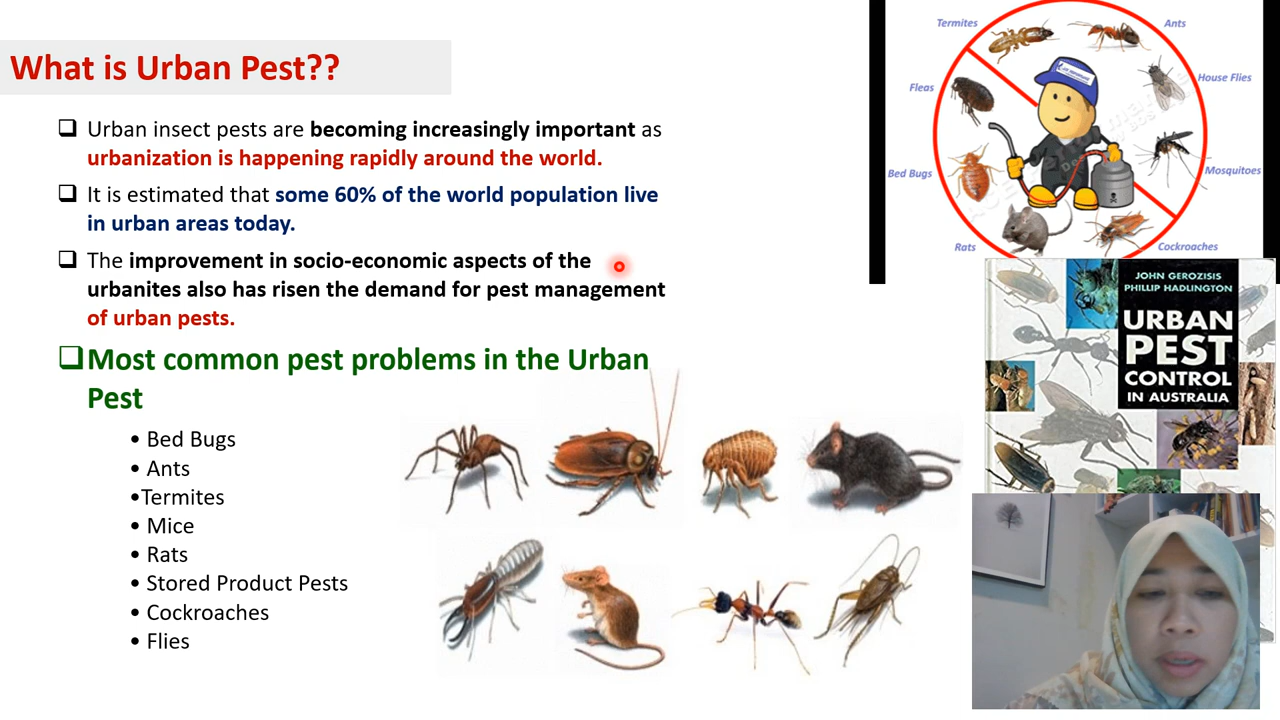 What is Urban Pest??
❑ Urban insect pests are becoming increasingly important as
urbanization is happening rapidly around the world.
❑ It is estimated that some 60% of the world population live
in urban areas today.
❑ The improvement in socio-economic aspects of the
urbanites also has risen the demand for pest management
of urban pests.
❑Most common pest problems in the Urban
Pest
• Bed Bugs
• Ants
•Termites
• Mice
• Rats
• Stored Product Pests
• Cockroaches
• Flies
Termites
Ants
Fleas
House Flies
Bed Bugs
Mosquitoes
Rats
Cockroaches
JOHN GEROZISIS
PHILLIP HADLINGTON
URBAN
PEST
CONTROL
IN AUSTRALIA